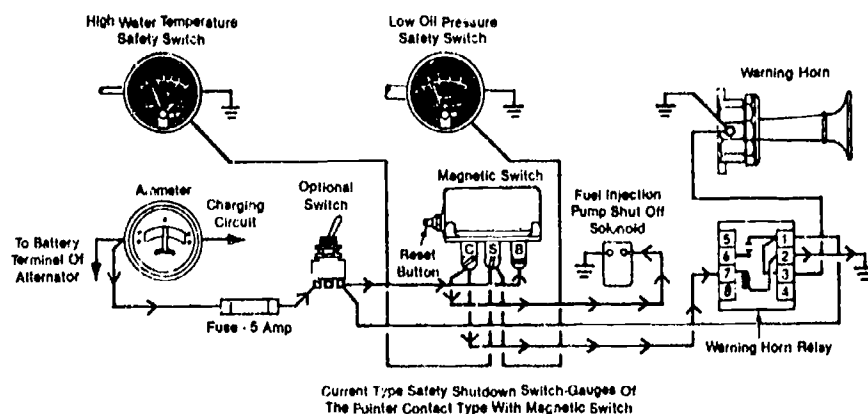 High Water Temperature
Safety Switch
Low Oil Pressure
Safety Switch
Warning Horn
Ammeter
Charging
Circuit
Optional
Switch
Magnetic Switch
Fuel Injection
Pump Shut Off
Solonoid
To Battery
Terminel Of
Alternator
Reset
Button
C S B
5 1
6 2
7 3
8 4
Fuse - 5 Amp
Warning Horn Relay
Current Type Safety Shutdown Switch-Gauges Of
The Pointer Contact Type With Magnetic Switch